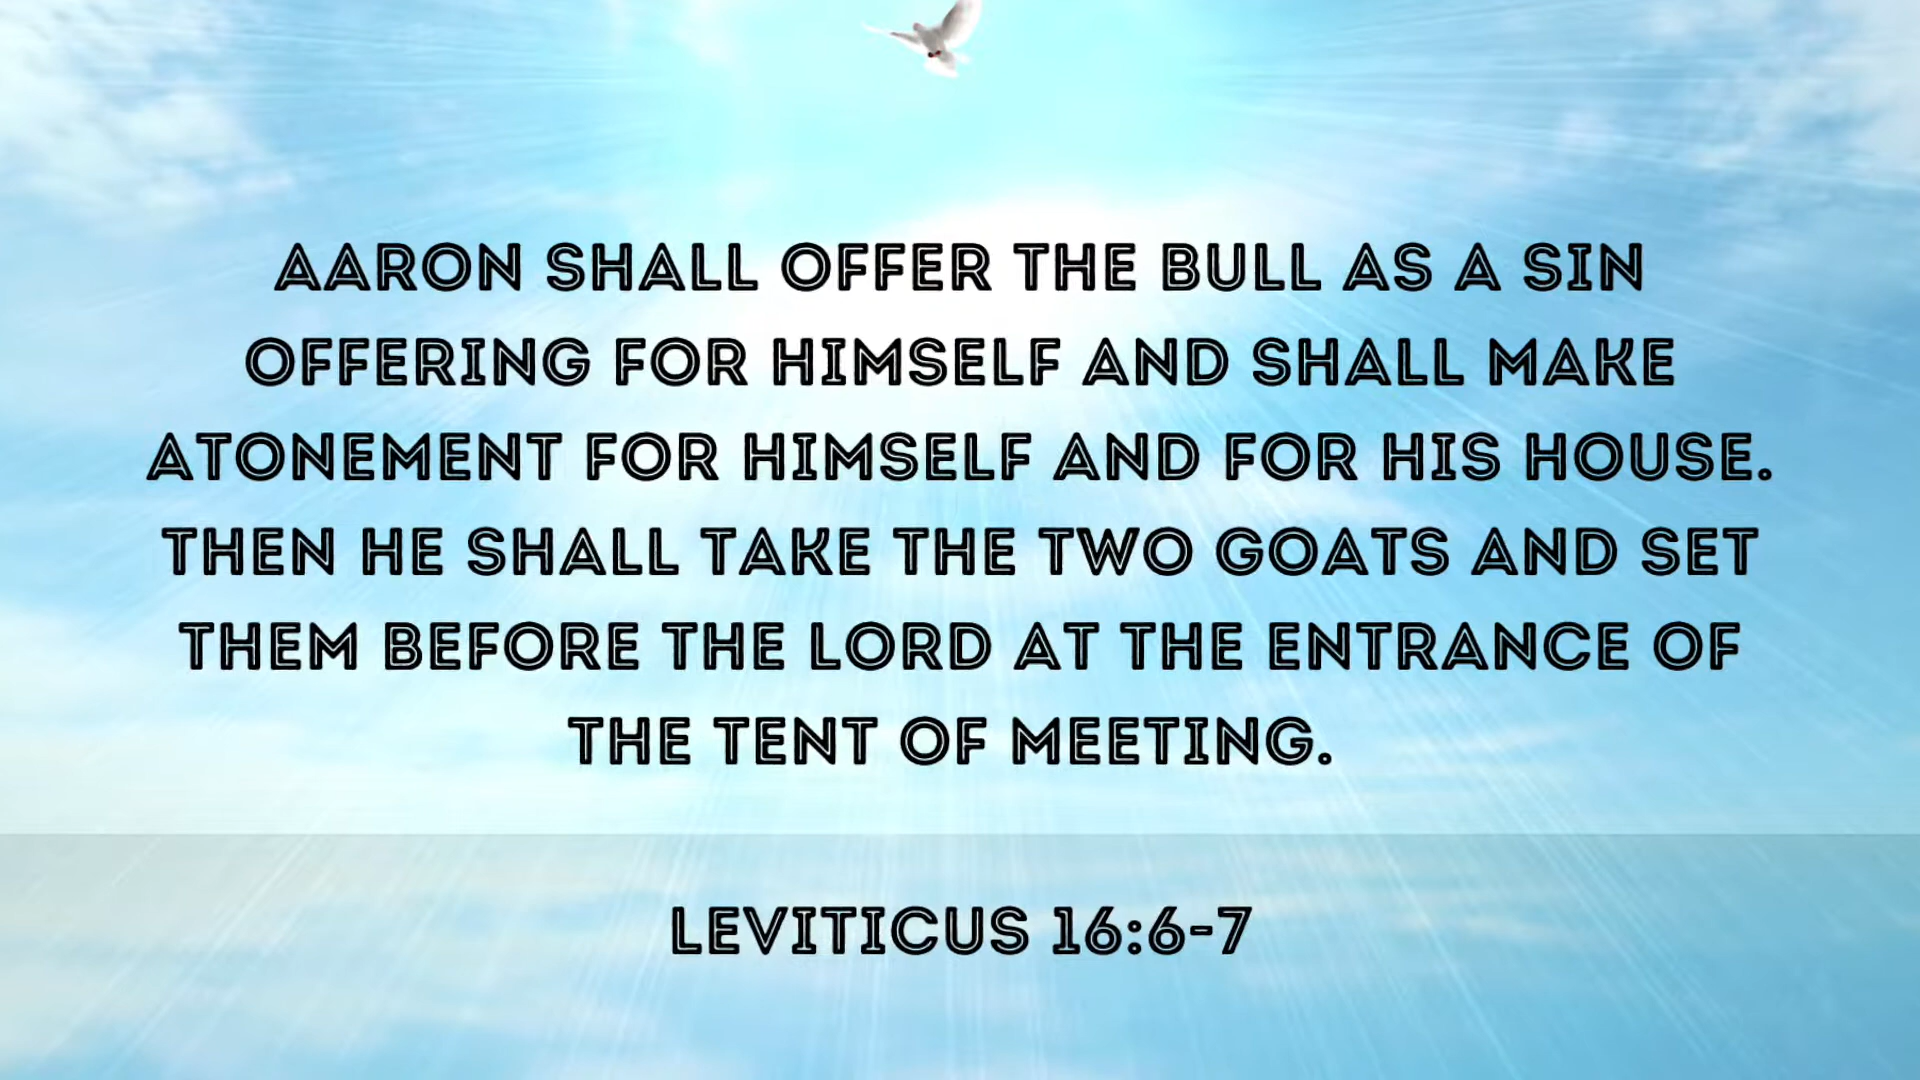 AARON SHALL OFFER THE BULL AS A SIN
OFFERING FOR HIMSELF AND SHALL MAKE
ATONEMENT FOR HIMSELF AND FOR HIS HOUSE.
THEN HE SHALL TAKE THE TWO GOATS AND SET
THEM BEFORE THE LORD AT THE ENTRANCE OF
THE TENT OF MEETING.
LEVITICUS 16:6-7